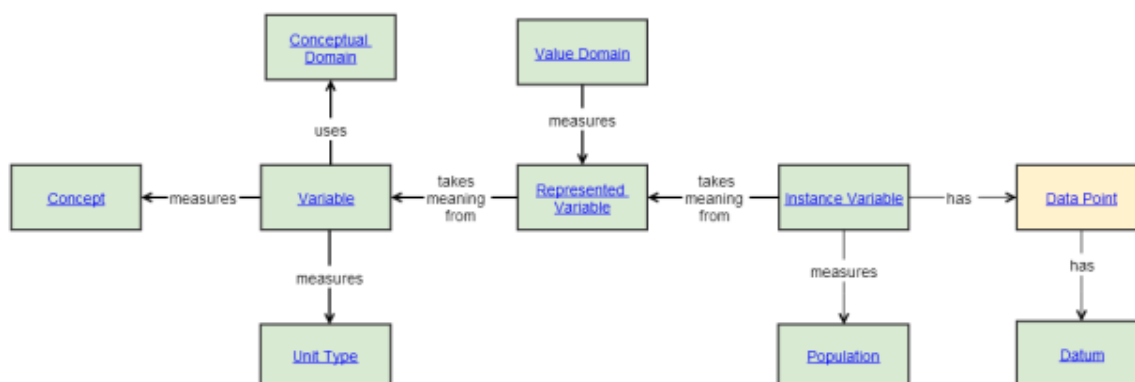 Conceptual
Domain
Value Domain
uses
measures
Concept
measures
Variable
takes
meaning
from
Represented
Variable
takes
meaning
from
Instance Variable
has
Data Point
measures
measures
has
Unit Type
Population
Datum